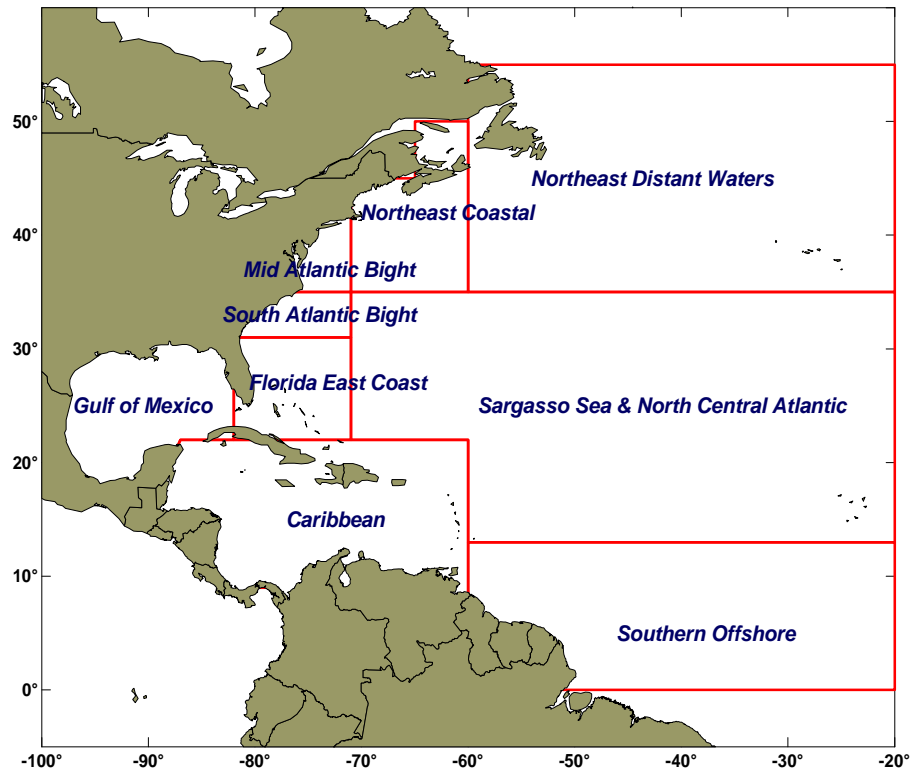 50°
Northeast Distant Waters
Northeast Coastal
40°
Mid Atlantic Bight
South Atlantic Bight
30°
Florida East Coast
Gulf of Mexico
Sargasso Sea & North Central Atlantic
20°
Caribbean
10°
Southern Offshore
0°
-100° -90° -80° -70° -60° -50° -40° -30° -20°